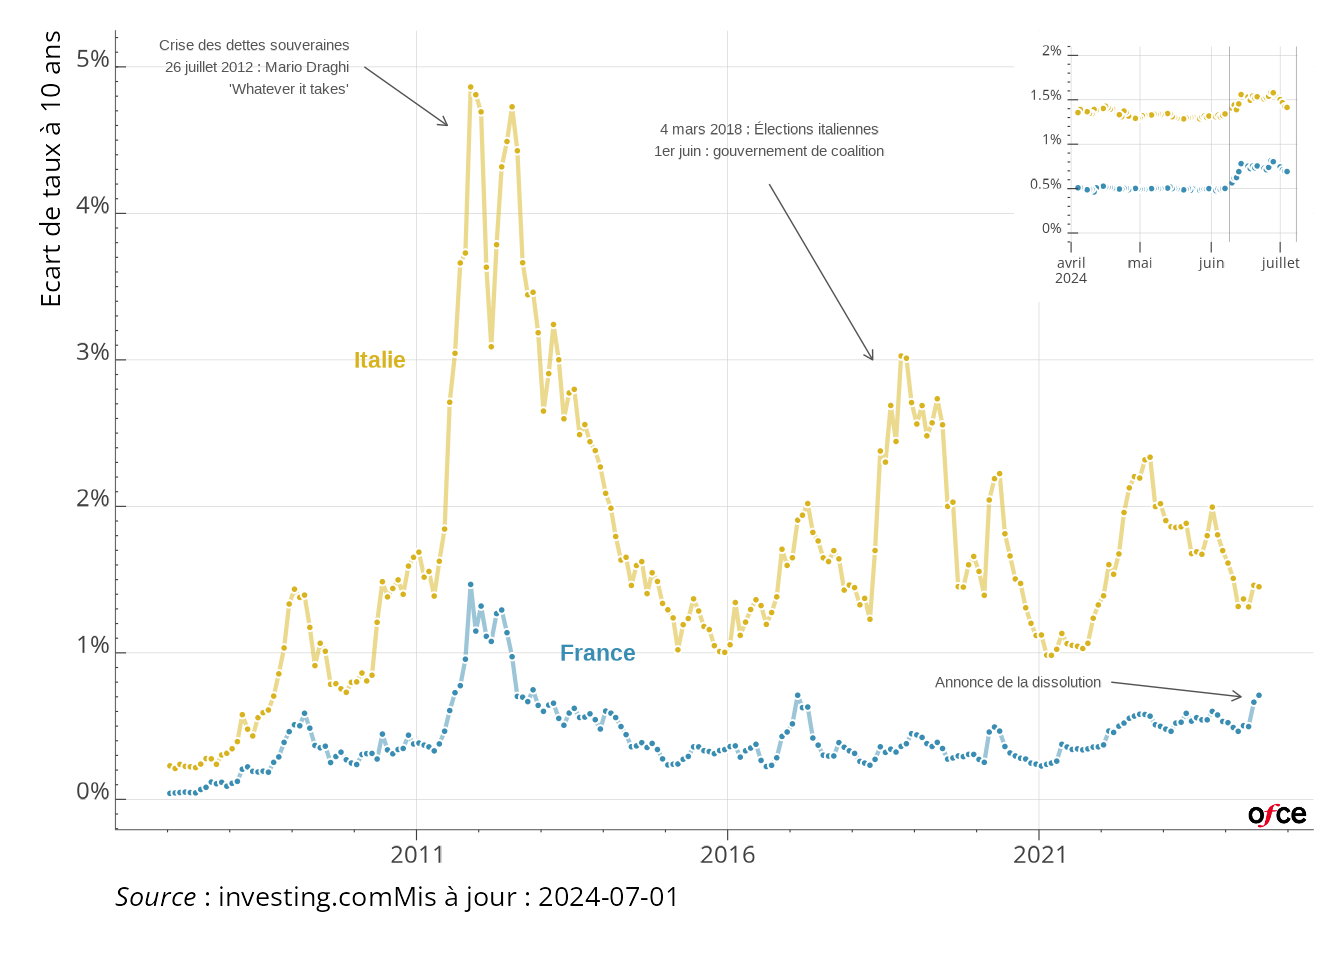 Ecart de taux à 10 ans
5%
4%
3%
2%
1%
0%
Crise des dettes souveraines
26 juillet 2012 : Mario Draghi
'Whatever it takes'
4 mars 2018 : Élections italiennes
1er juin : gouvernement de coalition
Italie
France
Annonce de la dissolution
2%
1.5%
1%
0.5%
0%
avril mai juin juillet
2024
ofce
2011 2016 2021
Source : investing.comMis à jour : 2024-07-01